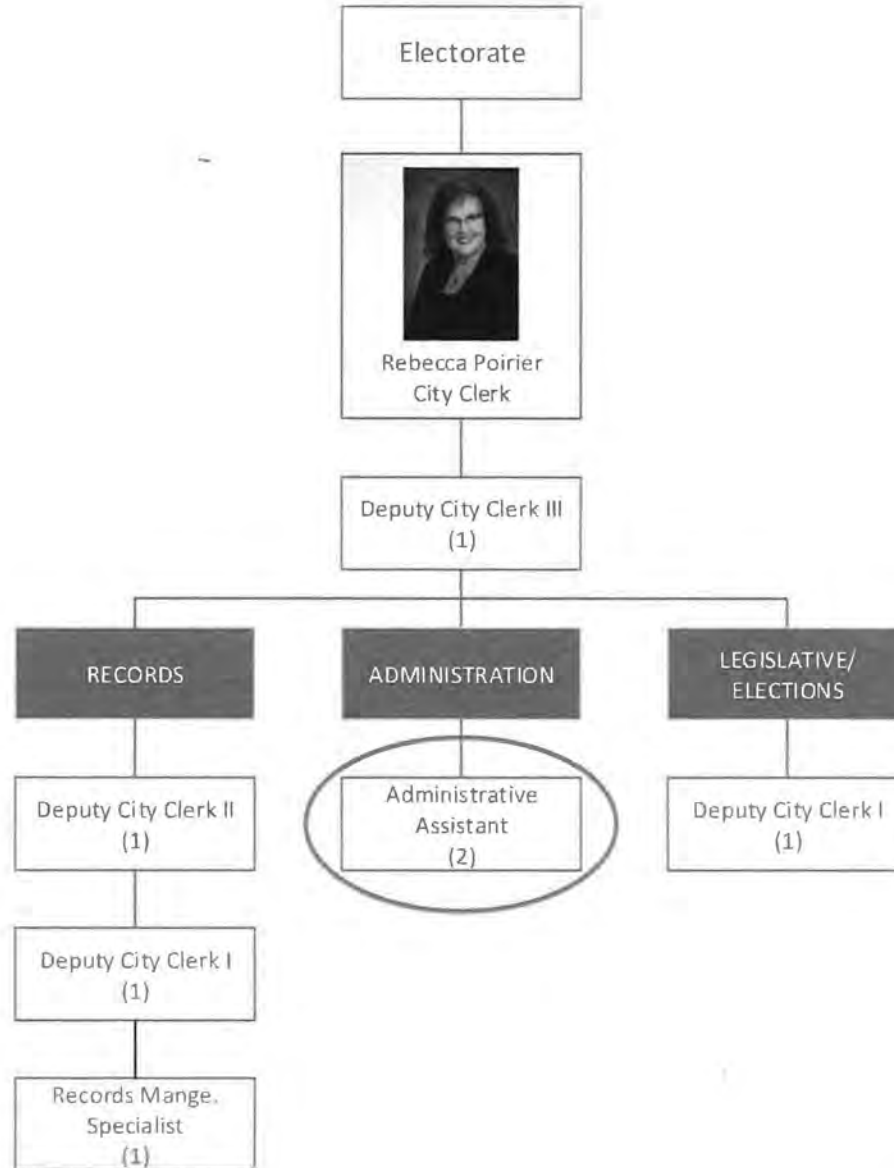 Electorate
Rebecca Poirier
City Clerk
Deputy City Clerk III
(1)
RECORDS
ADMINISTRATION
LEGISLATIVE/
ELECTIONS
Deputy City Clerk II
(1)
Administrative
Assistant
(2)
Deputy City Clerk I
(1)
Deputy City Clerk I
(1)
Records Mange.
Specialist
(1)